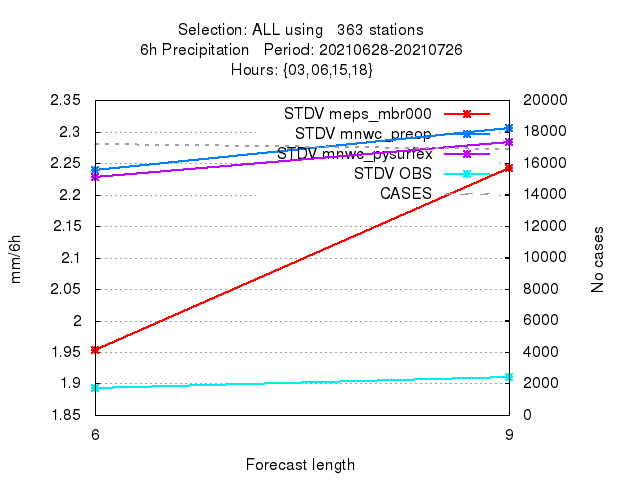 Selection: ALL using   363 stations
6h Precipitation   Period: 20210628-20210726
Hours: {03,06,15,18}
2.35 20000
STDV meps_mbr000
2.3 STDV mnwc_preop 18000
2.25 STDV mnwc_pysurfex 16000
STDV OBS
2.2 CASES 14000
2.15 12000
2.1 10000
mm/6h
No cases
2.05 8000
2 6000
1.95 4000
1.9 2000
1.85 0
6 9
Forecast length